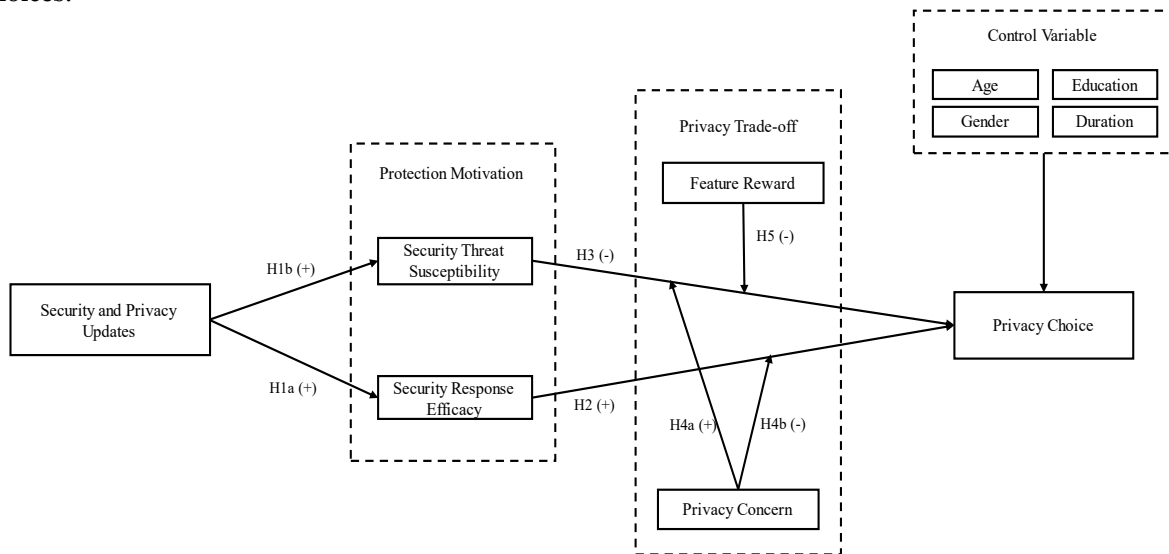 Control Variable
Age
Education
Gender
Duration
Privacy Trade-off
Feature Reward
Protection Motivation
H5 (-)
Security Threat
Susceptibility
H3 (-)
H1b (+)
Security and Privacy
Updates
Privacy Choice
H1a (+)
Security Response
Efficacy
H2 (+)
H4a (+)
H4b (-)
Privacy Concern